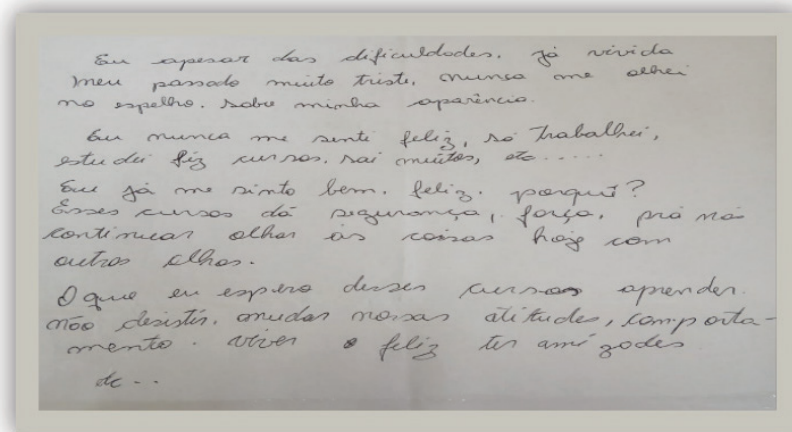 Eu apesar das dificuldades. já vivida
meu passado muito triste, nunca me olhei
no espelho. sobre minha aparência.
Eu nunca me senti feliz, só trabalhei,
estudei fiz cursos. sai muitos, etc.....
Eu já me sinto bem. feliz. porquê?
Esses cursos dá segurança, força, prá nós
continuar olhar às coisas hoje com
outros olhos.
O que eu espero desses cursos aprender.
não desistir. mudar nossas atitudes, comporta-
mento. viver feliz ter amizades
etc...